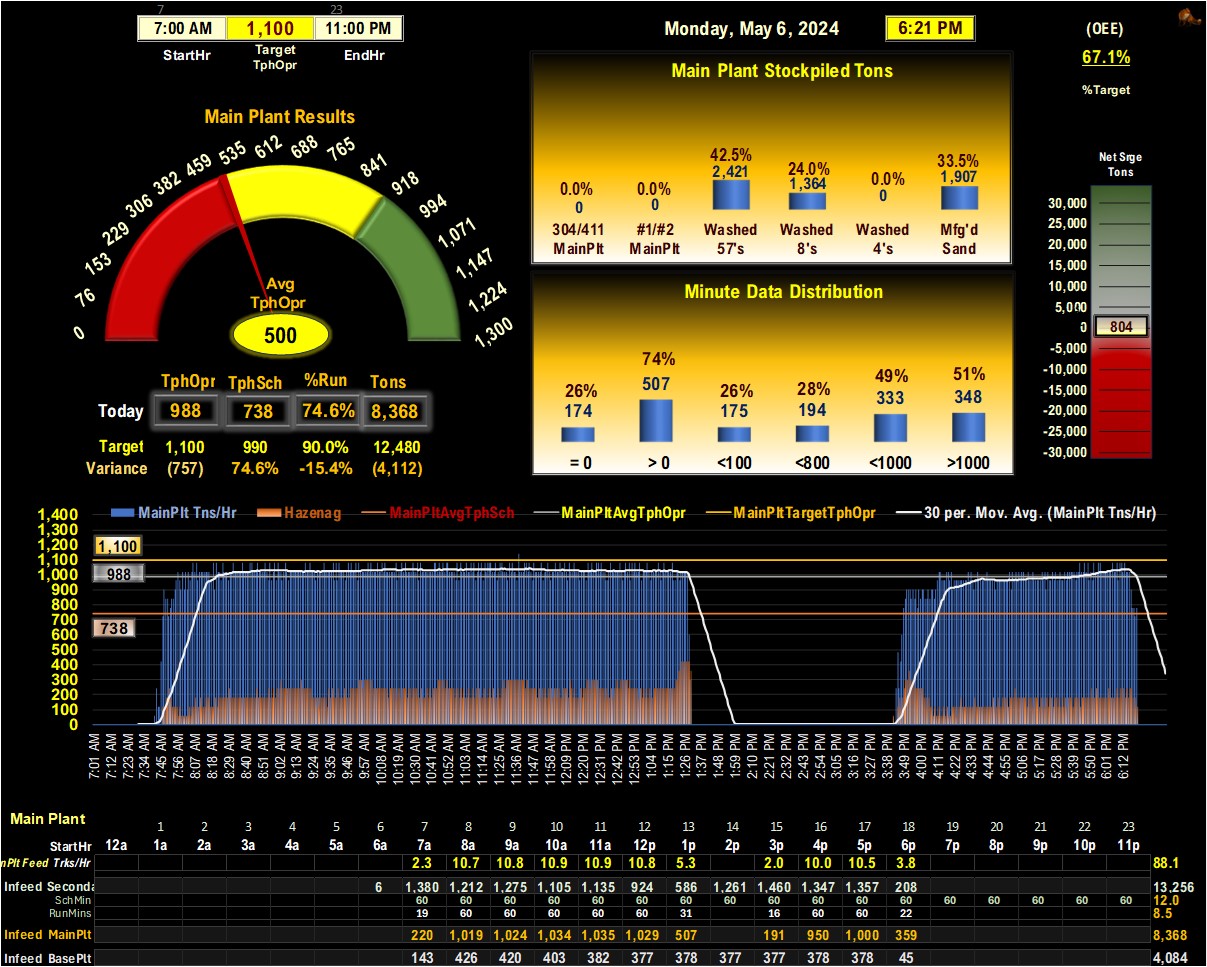 7 23
7:00 AM 1,100 11:00 PM
StartHr Target TphOpr EndHr
Monday, May 6, 2024 6:21 PM
(OEE)
67.1%
%Target
Main Plant Results
0 76 153 229 306 382 459 535 612 688 765 841 918 994 1,071 1,147 1,224 1,300
Avg
TphOpr
500
TphOpr TphSch %Run Tons
Today 988 738 74.6% 8,368
Target 1,100 990 90.0% 12,480
Variance (757) 74.6% -15.4% (4,112)
Main Plant Stockpiled Tons
0.0% 0.0% 42.5% 24.0% 0.0% 33.5%
0 0 2,421 1,364 0 1,907
304/411 #1/#2 Washed Washed Washed Mfg'd
MainPlt MainPlt 57's 8's 4's Sand
Minute Data Distribution
26% 74% 26% 28% 49% 51%
174 507 175 194 333 348
= 0 > 0 <100 <800 <1000 >1000
Net Srge
Tons
30,000
25,000
20,000
15,000
10,000
5,000
0 804
-5,000
-10,000
-15,000
-20,000
-25,000
-30,000
MainPlt Tns/Hr Hazenag MainPltAvgTphSch MainPltAvgTphOpr MainPltTargetTphOpr 30 per. Mov. Avg. (MainPlt Tns/Hr)
1,400
1,300
1,200
1,100
1,000
900
800
700
600
500
400
300
200
100
0
1,100
988
738
7:01 AM 7:12 AM 7:23 AM 7:34 AM 7:45 AM 7:56 AM 8:07 AM 8:18 AM 8:29 AM 8:40 AM 8:51 AM 9:02 AM 9:13 AM 9:24 AM 9:35 AM 9:46 AM 9:57 AM 10:08 AM 10:19 AM 10:30 AM 10:41 AM 10:52 AM 11:03 AM 11:14 AM 11:25 AM 11:36 AM 11:47 AM 11:58 AM 12:09 PM 12:20 PM 12:31 PM 12:42 PM 12:53 PM 1:04 PM 1:15 PM 1:26 PM 1:37 PM 1:48 PM 1:59 PM 2:10 PM 2:21 PM 2:32 PM 2:43 PM 2:54 PM 3:05 PM 3:16 PM 3:27 PM 3:38 PM 3:49 PM 4:00 PM 4:11 PM 4:22 PM 4:33 PM 4:44 PM 4:55 PM 5:06 PM 5:17 PM 5:28 PM 5:39 PM 5:50 PM 6:01 PM 6:12 PM
Main Plant
1 2 3 4 5 6 7 8 9 10 11 12 13 14 15 16 17 18 19 20 21 22 23
StartHr 12a 1a 2a 3a 4a 5a 6a 7a 8a 9a 10a 11a 12p 1p 2p 3p 4p 5p 6p 7p 8p 9p 10p 11p
nPlt Feed Trks/Hr 2.3 10.7 10.8 10.9 10.9 10.8 5.3 2.0 10.0 10.5 3.8 88.1
Infeed Seconda 6 1,380 1,212 1,275 1,105 1,135 924 586 1,261 1,460 1,347 1,357 208 13,256
SchMin 60 60 60 60 60 60 60 60 60 60 60 60 60 60 60 60 60 12.0
RunMins 19 60 60 60 60 60 31 16 60 60 22 8.5
Infeed MainPlt 220 1,019 1,024 1,034 1,035 1,029 507 191 950 1,000 359 8,368
Infeed BasePlt 143 426 420 403 382 377 378 377 377 378 378 45 4,084